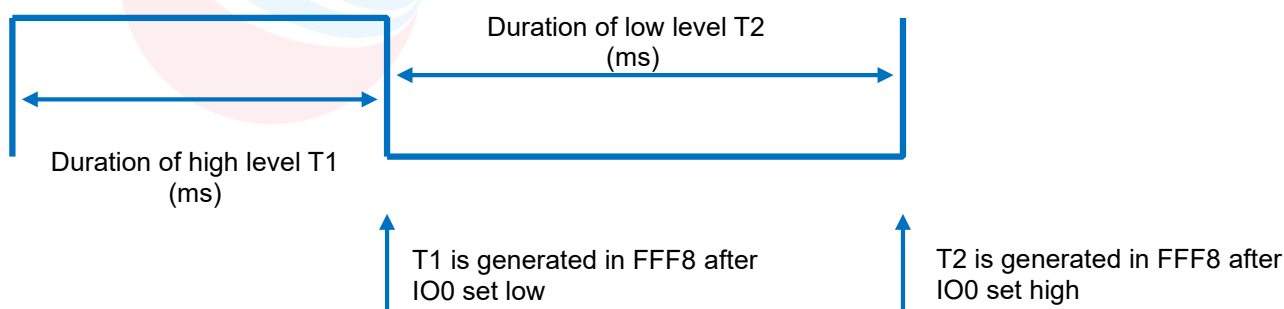 Duration of low level T2
(ms)
Duration of high level T1
(ms)
T1 is generated in FFF8 after
IO0 set low
T2 is generated in FFF8 after
IO0 set high